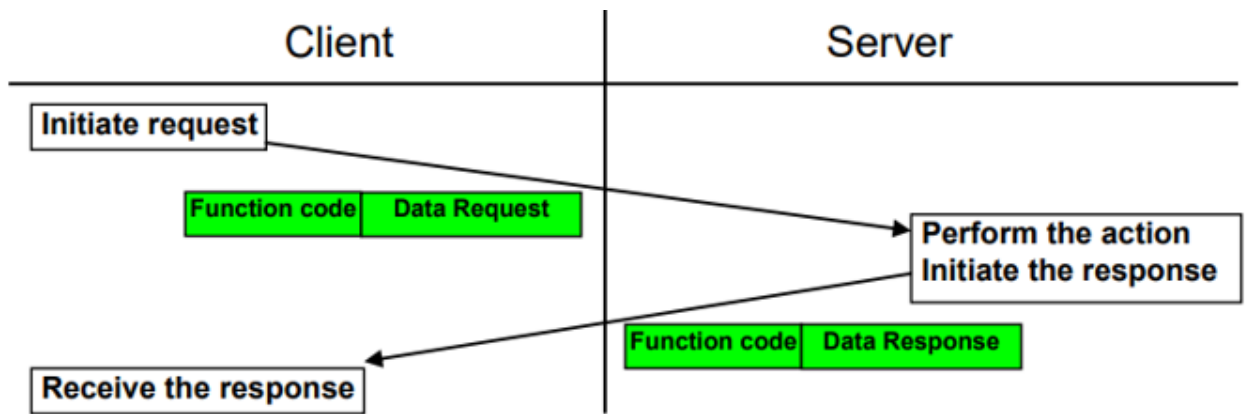 Client
Server
Initiate request
Function code
Data Request
Perform the action
Initiate the response
Function code
Data Response
Receive the response